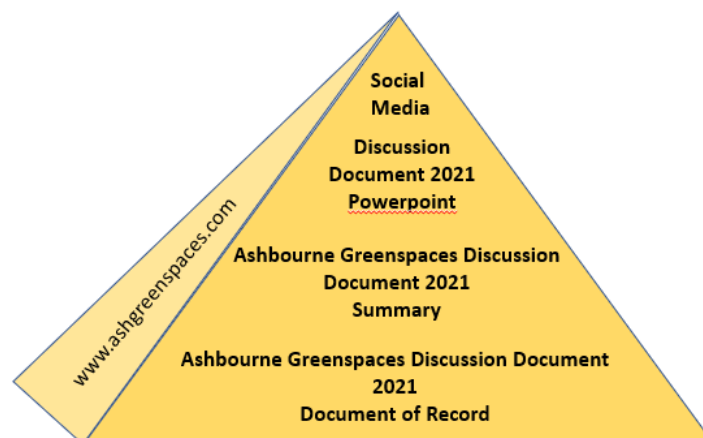 Social
Media
Discussion
Document 2021
Powerpoint
www.ashgreenspaces.com
Ashbourne Greenspaces Discussion
Document 2021
Summary
Ashbourne Greenspaces Discussion Document
2021
Document of Record